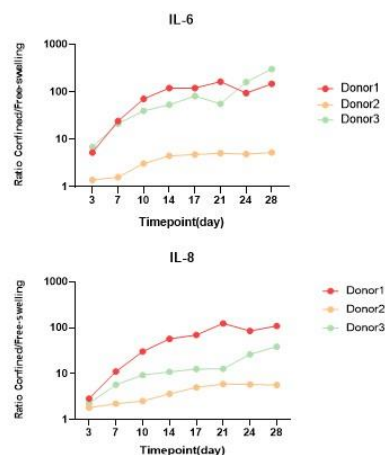 IL-6
Ratio Confined/Free-swelling
1000
100
10
1
3 7 10 14 17 21 24 28
Timepoint(day)
Donor1
Donor2
Donor3
IL-8
Ratio Confined/Free-swelling
1000
100
10
1
3 7 10 14 17 21 24 28
Timepoint(day)
Donor1
Donor2
Donor3